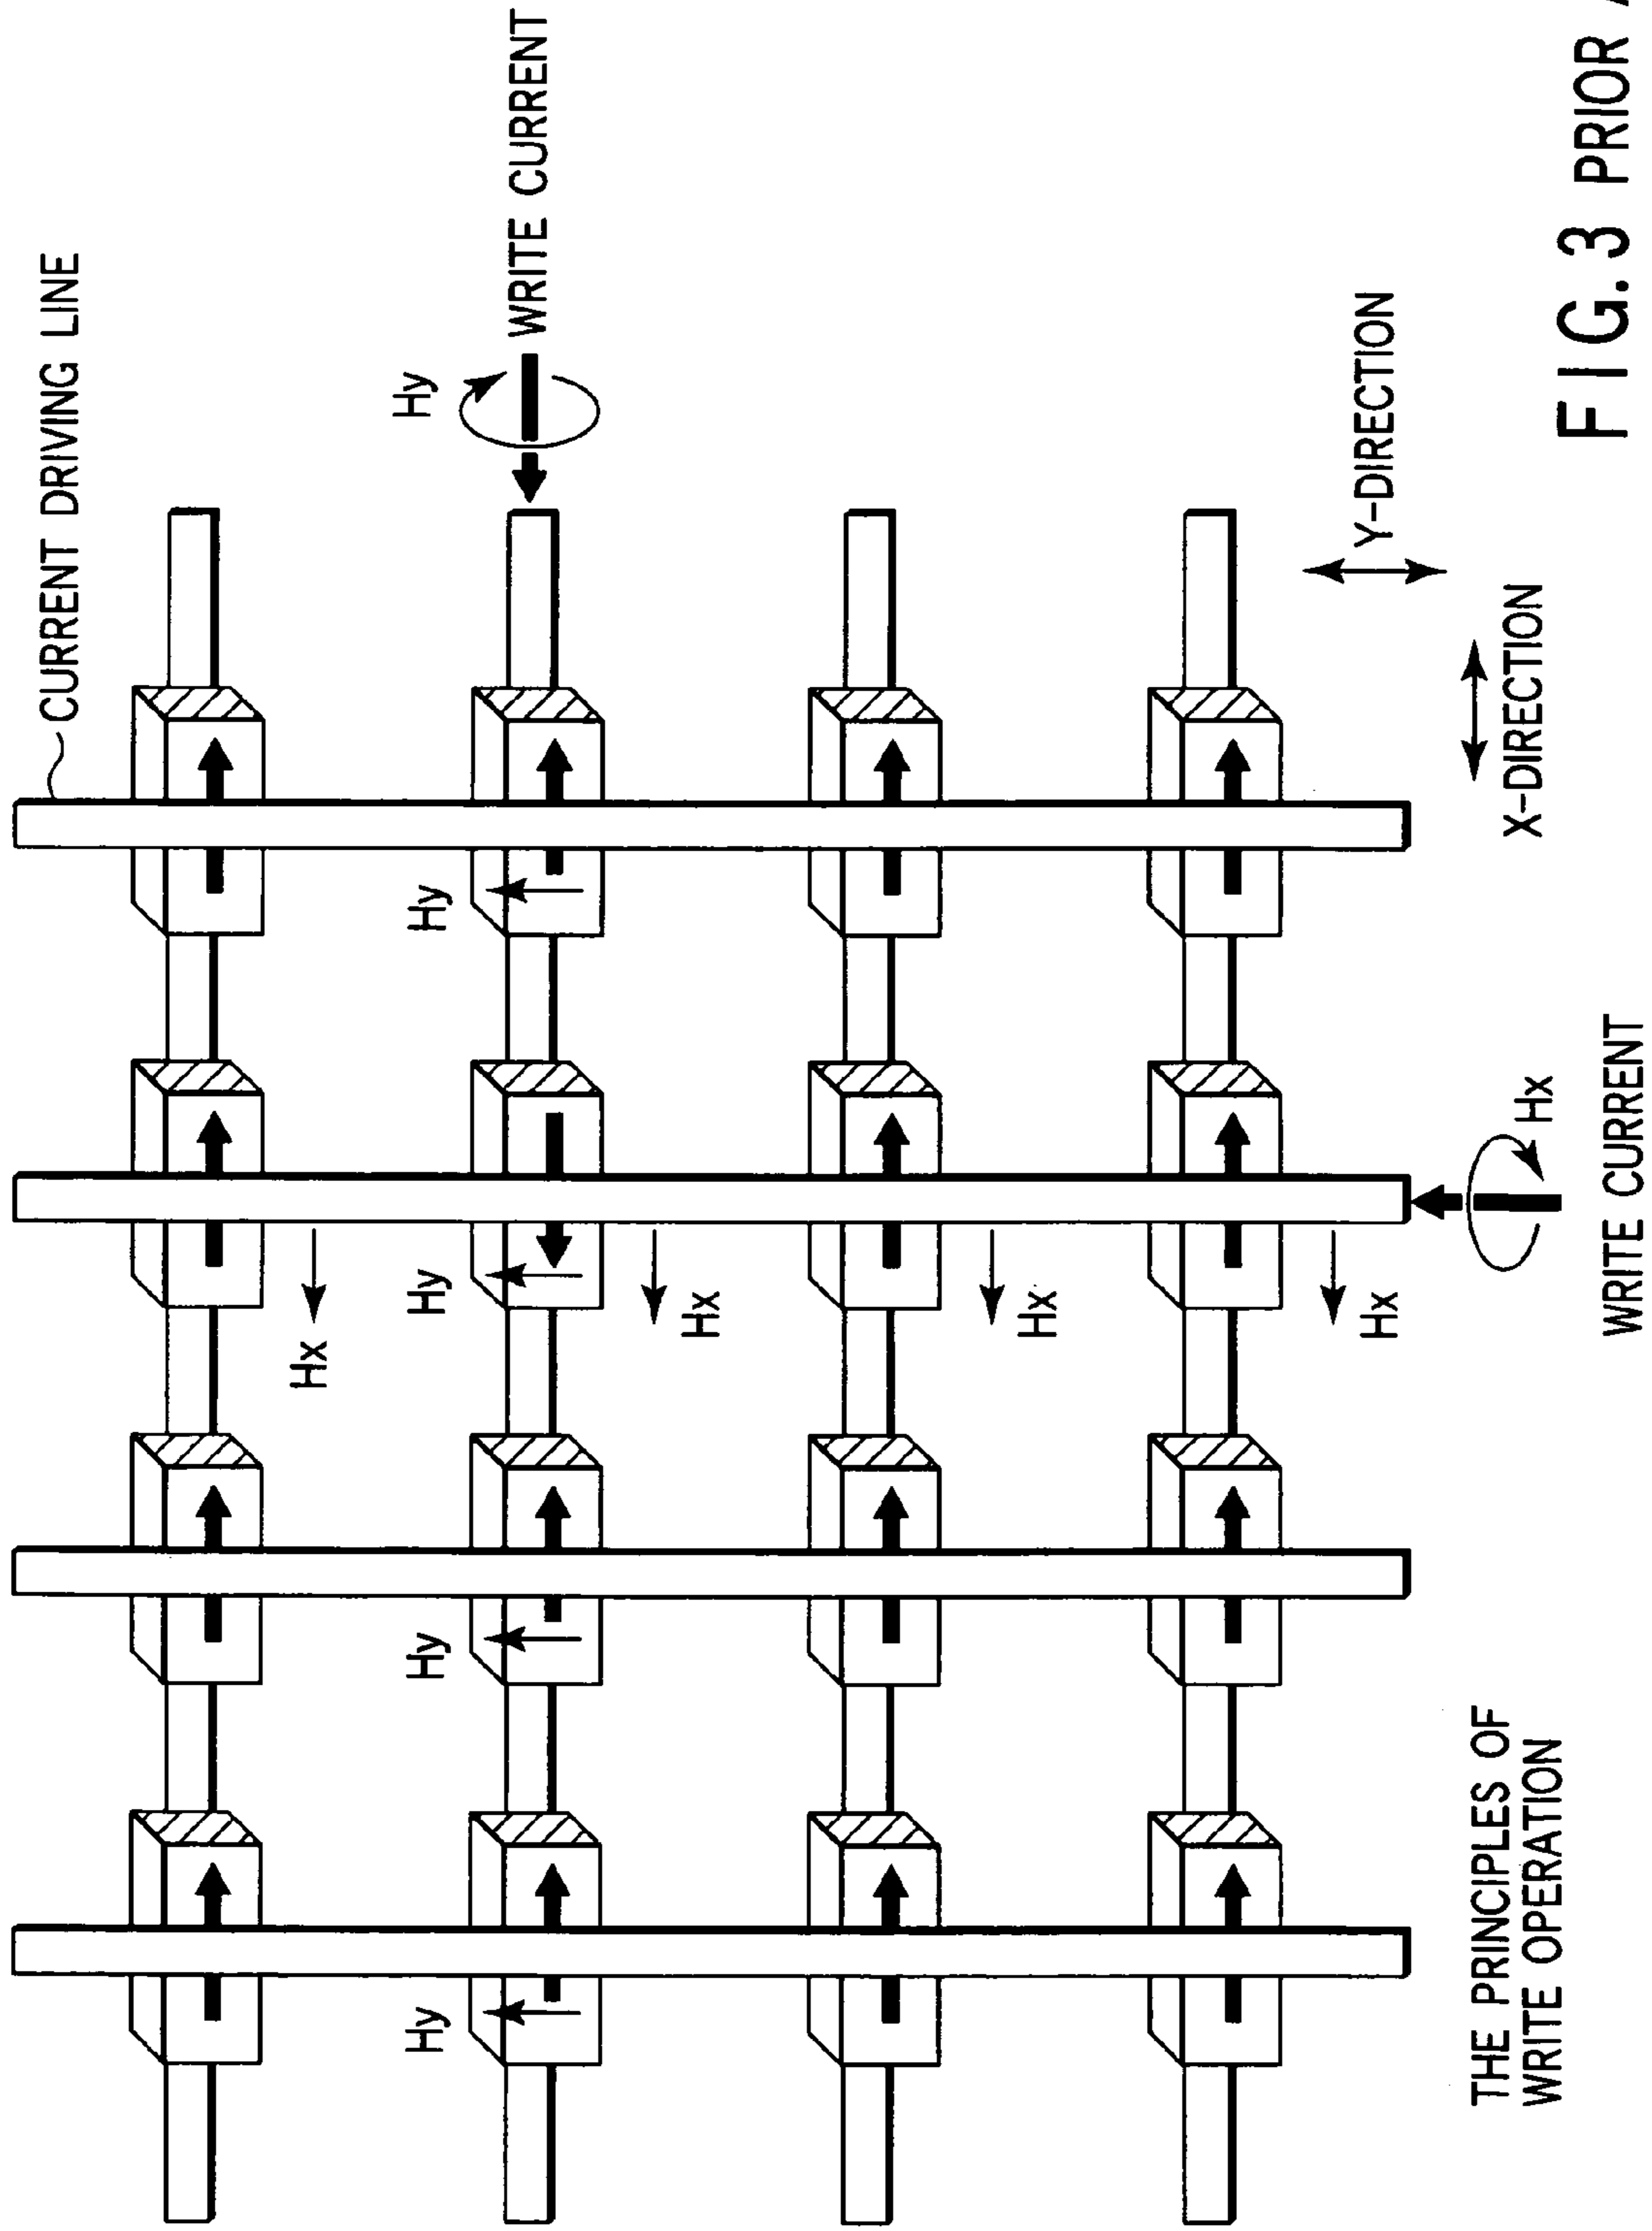 CURRENT DRIVING LINE
Hx
Hy
Hy
Hy
Hy
Hy
WRITE CURRENT
Hx
Hx
Hx
Y-DIRECTION
X-DIRECTION
Hx
WRITE CURRENT
THE PRINCIPLES OF
WRITE OPERATION
FIG. 3 PRIOR